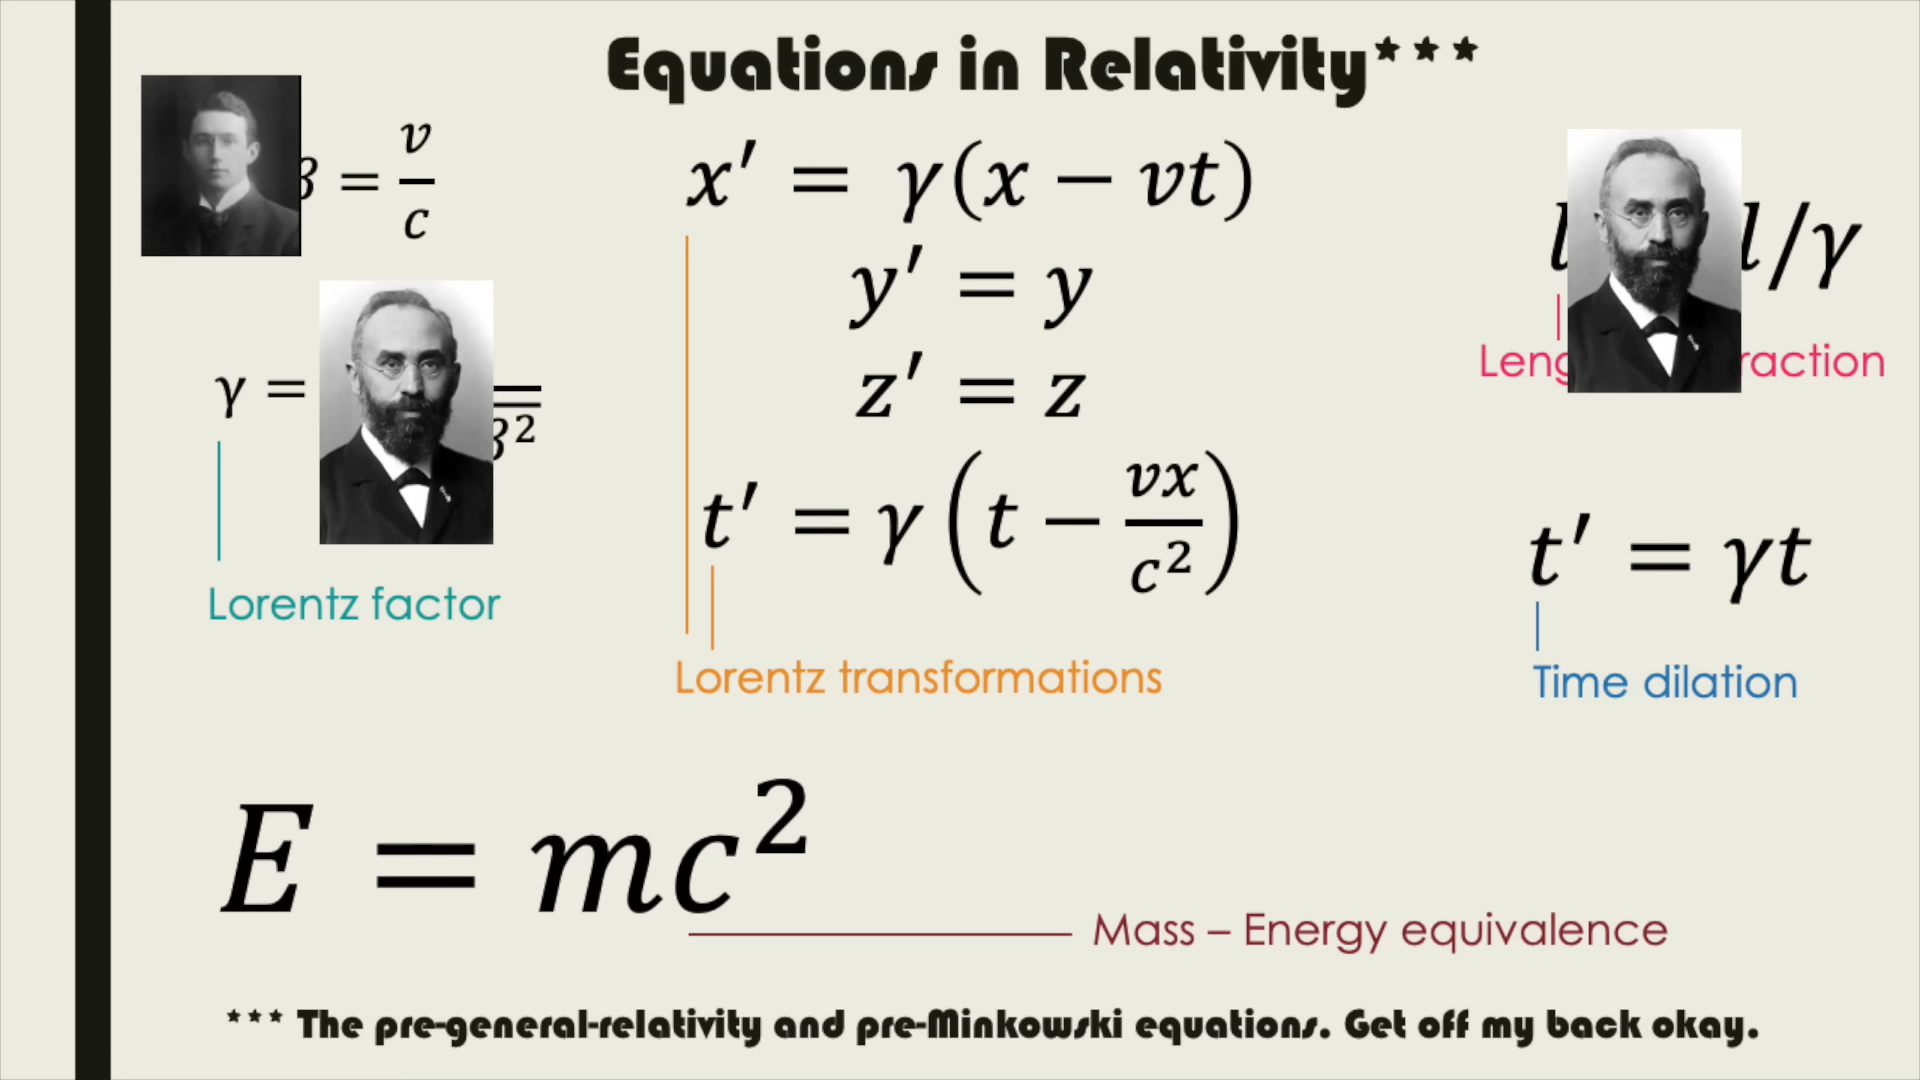 Equations in Relativity***
β = v/c
γ =
β²
Lorentz factor
x′ = γ(x − vt)
y′ = y
z′ = z
t′ = γ(t − vx/c²)
Lorentz transformations
l l/γ
t′ = γt
Time dilation
E = mc²
Mass – Energy equivalence
*** The pre-general-relativity and pre-Minkowski equations. Get off my back okay.